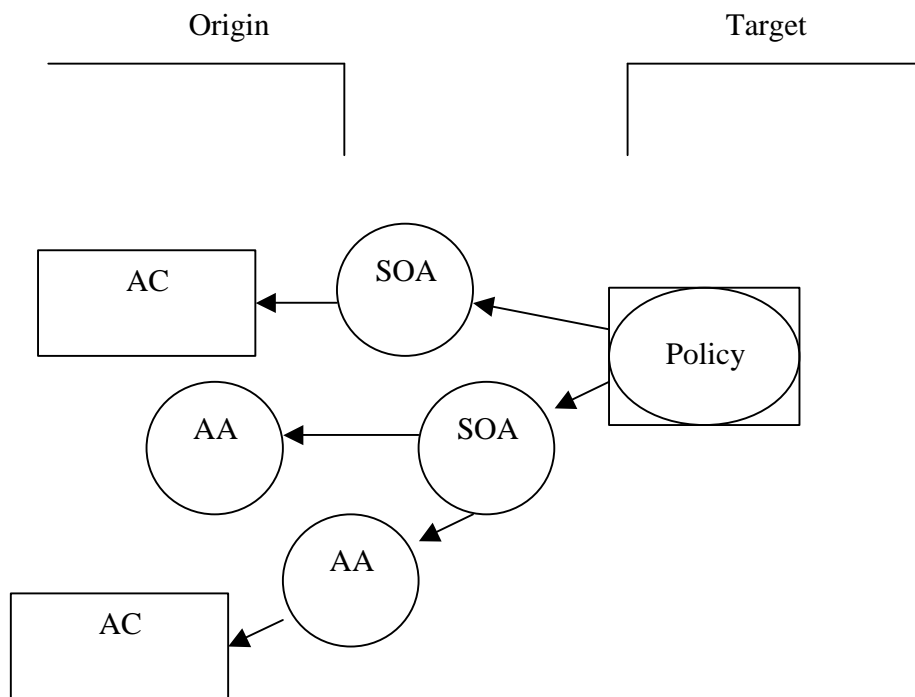 Origin
Target
AC
SOA
Policy
AA
SOA
AA
AC